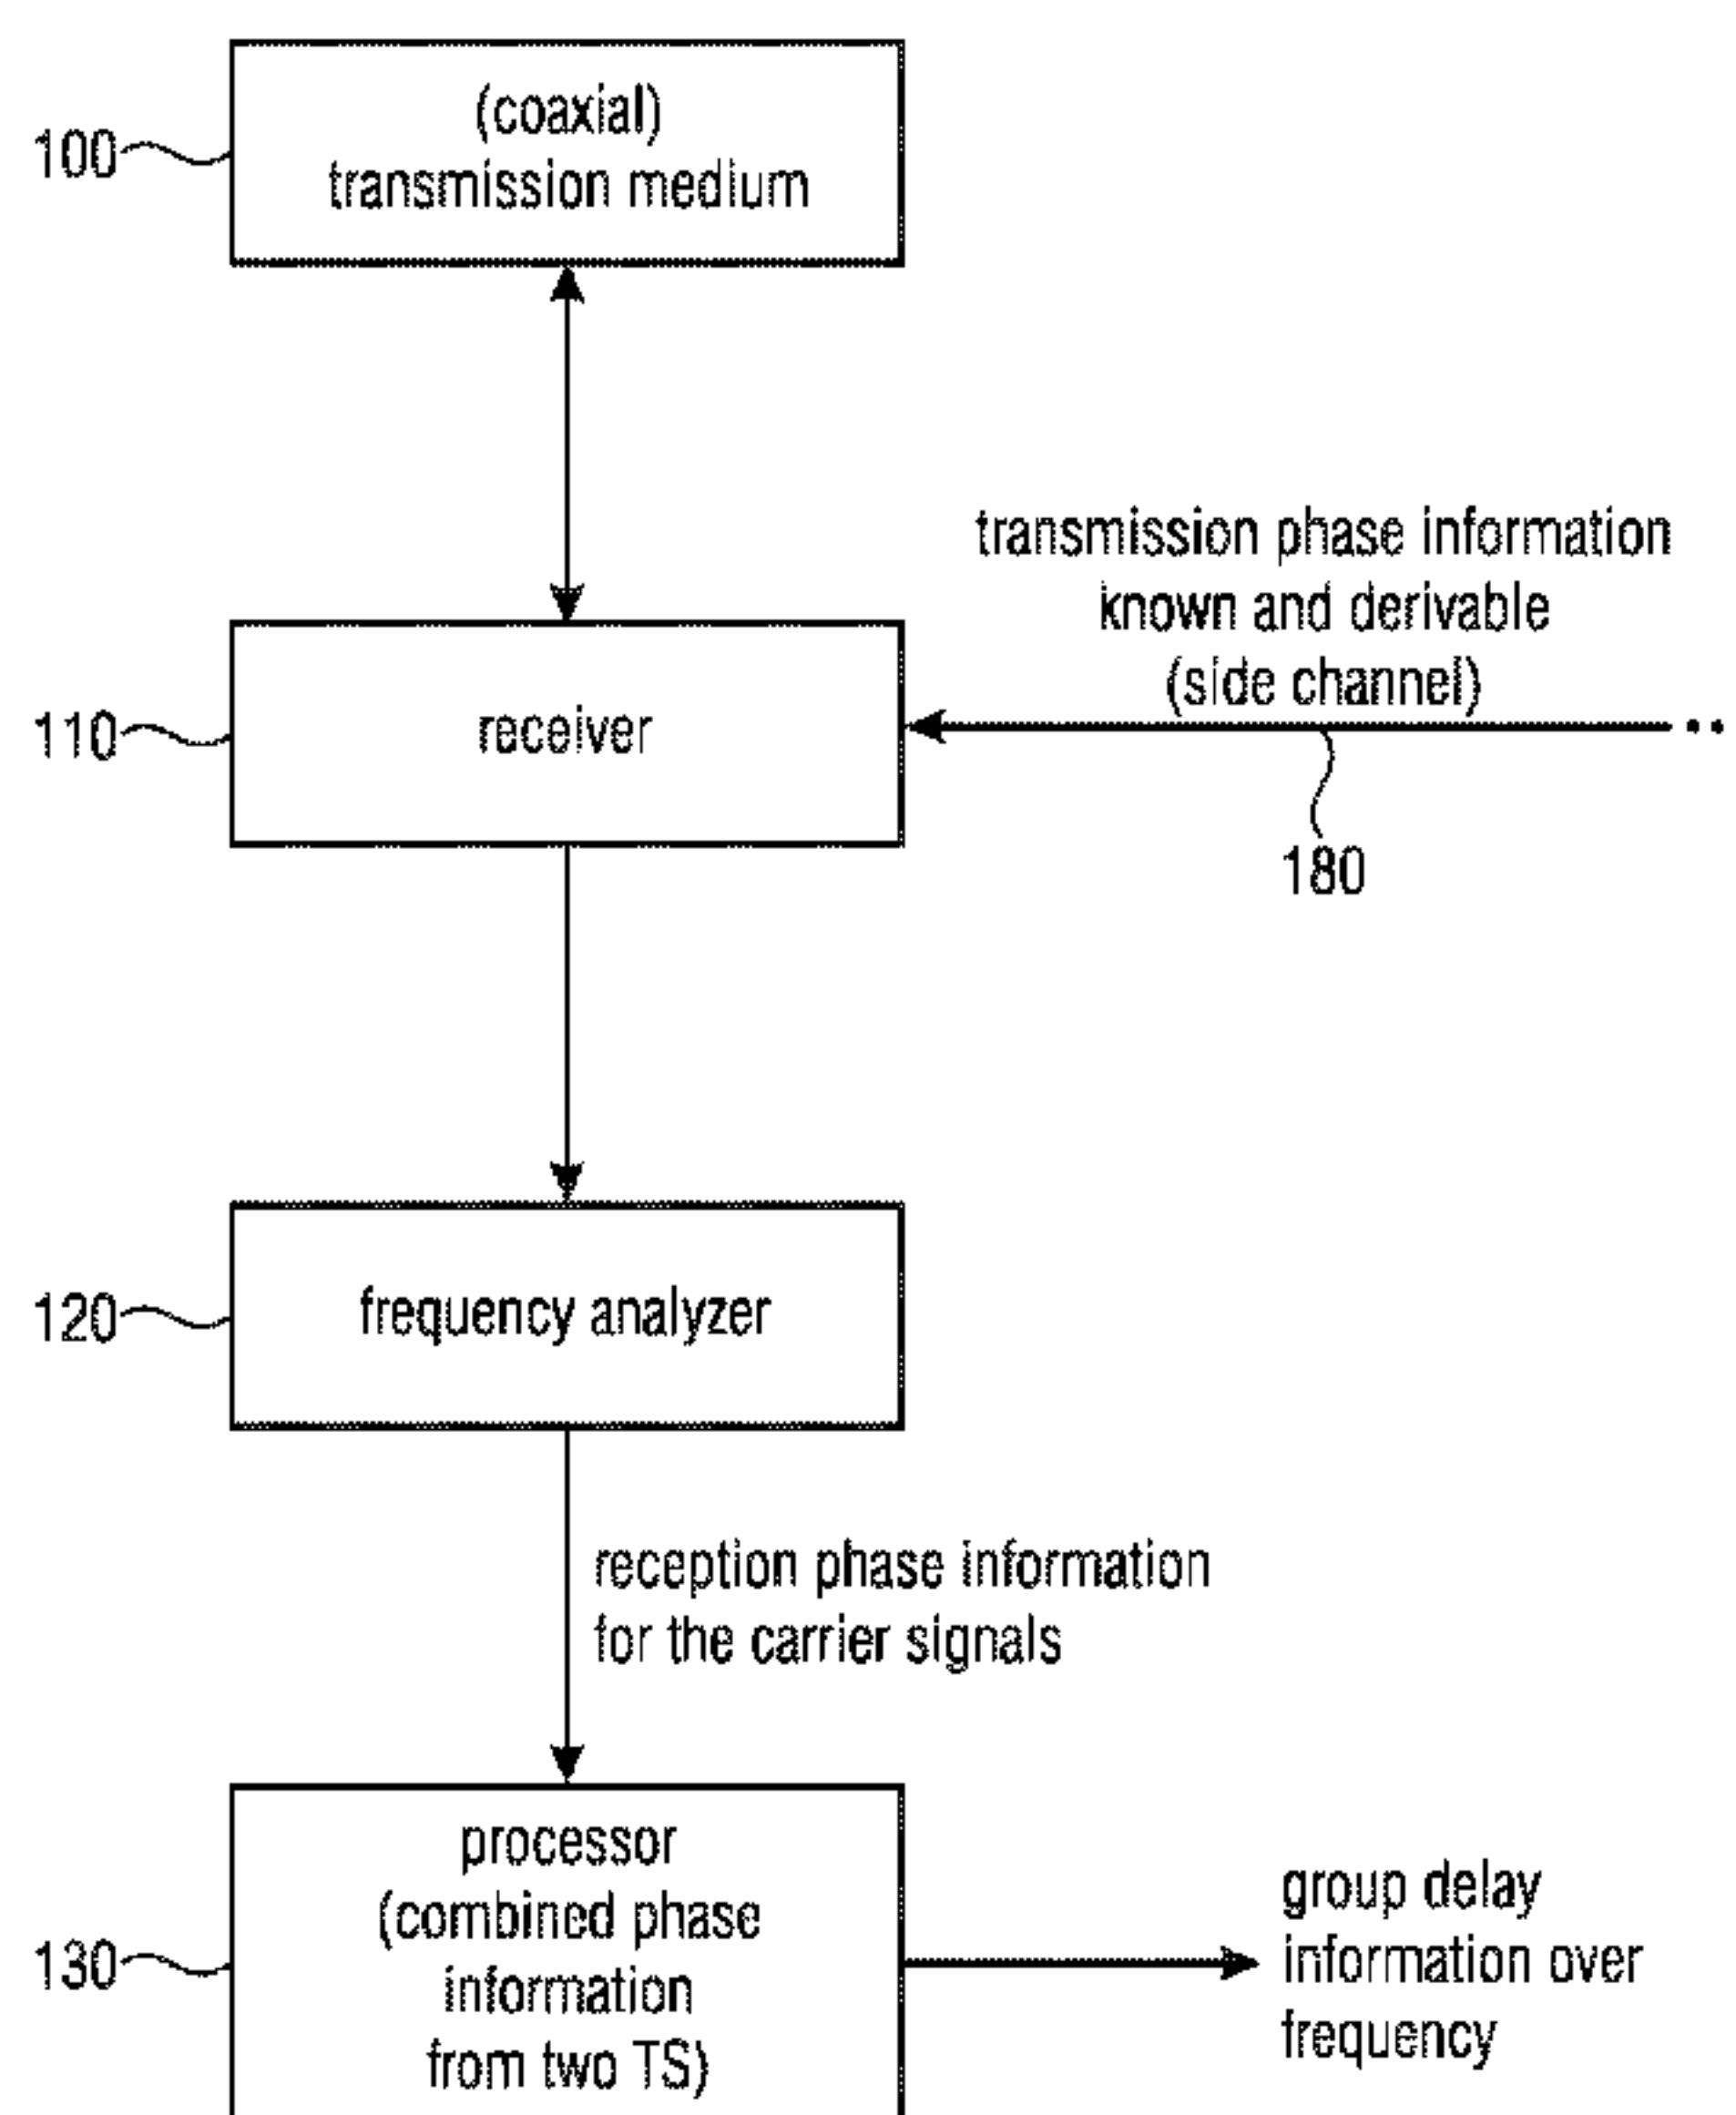 (coaxial)
transmission medium
100
transmission phase information
known and derivable
(side channel)
110
receiver
180
120
frequency analyzer
reception phase information
for the carrier signals
processor
(combined phase
information
from two TS)
130
group delay
information over
frequency